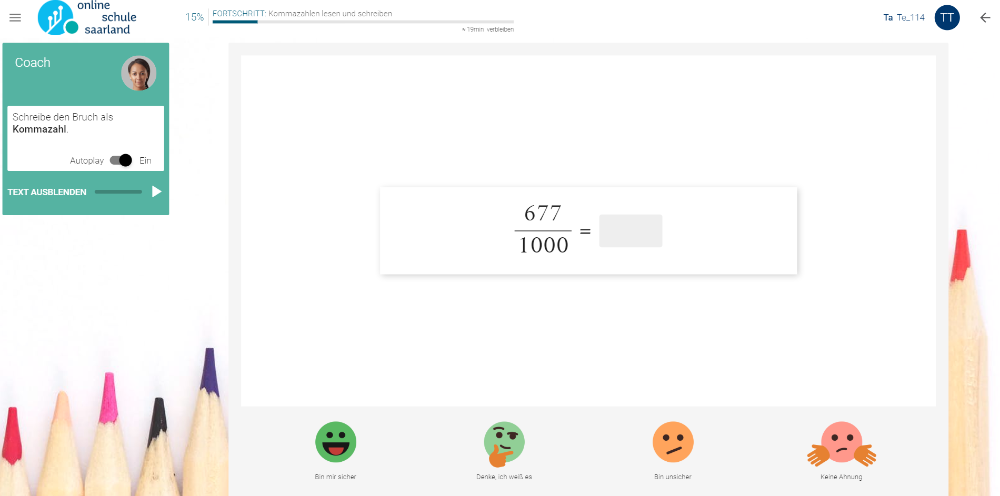 online
schule
saarland
15%
FORTSCHRITT: Kommazahlen lesen und schreiben
≈ 19min verbleiben
Ta Te_114
TT
Coach
Schreibe den Bruch als
Kommazahl.
Autoplay Ein
TEXT AUSBLENDEN
677
1000
=
Bin mir sicher
Denke, ich weiß es
Bin unsicher
Keine Ahnung